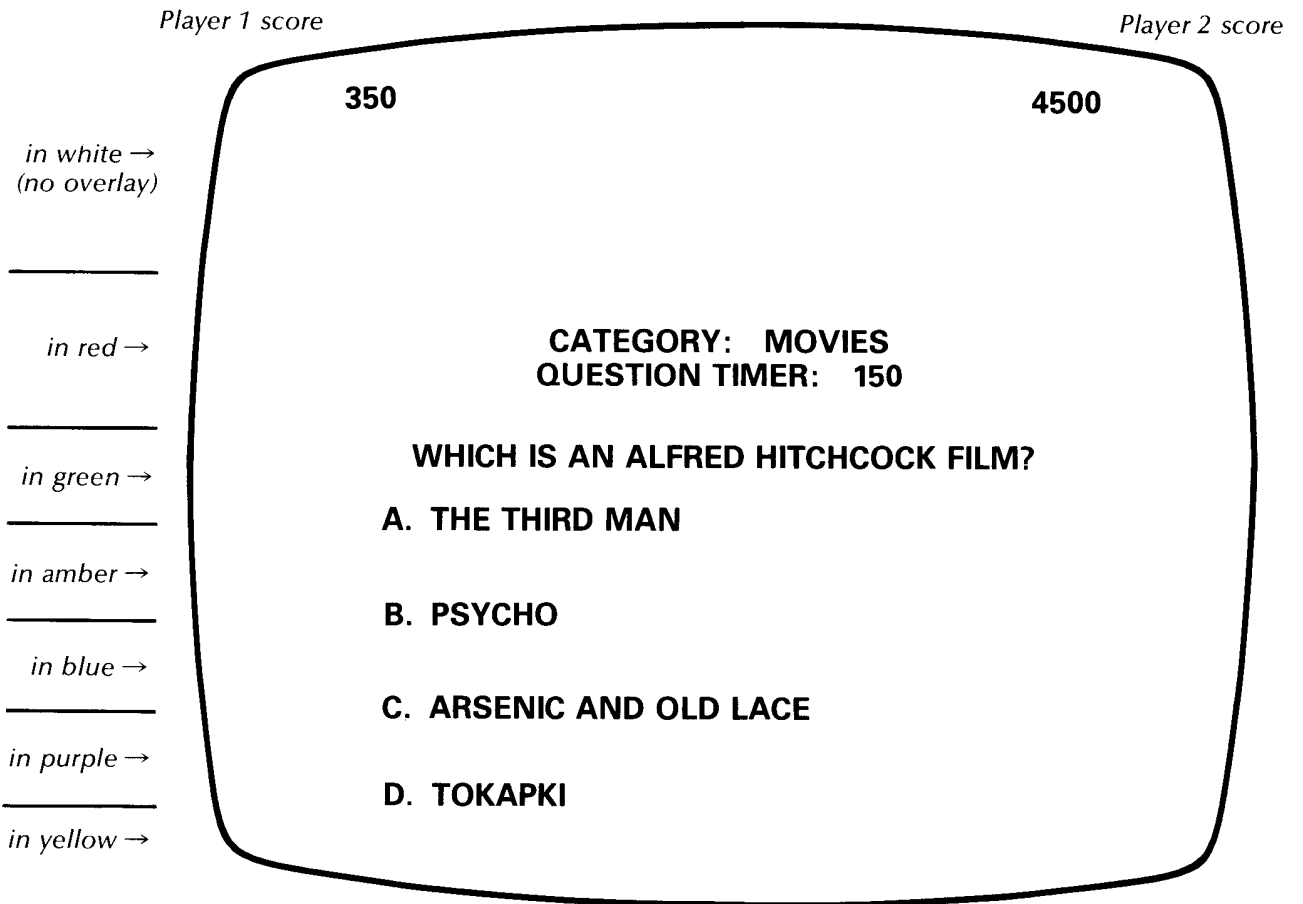 Player 1 score
Player 2 score
350
4500
in white →
(no overlay)
in red →
CATEGORY: MOVIES
QUESTION TIMER: 150
WHICH IS AN ALFRED HITCHCOCK FILM?
in green →
A. THE THIRD MAN
in amber →
B. PSYCHO
in blue →
C. ARSENIC AND OLD LACE
in purple →
D. TOKAPKI
in yellow →